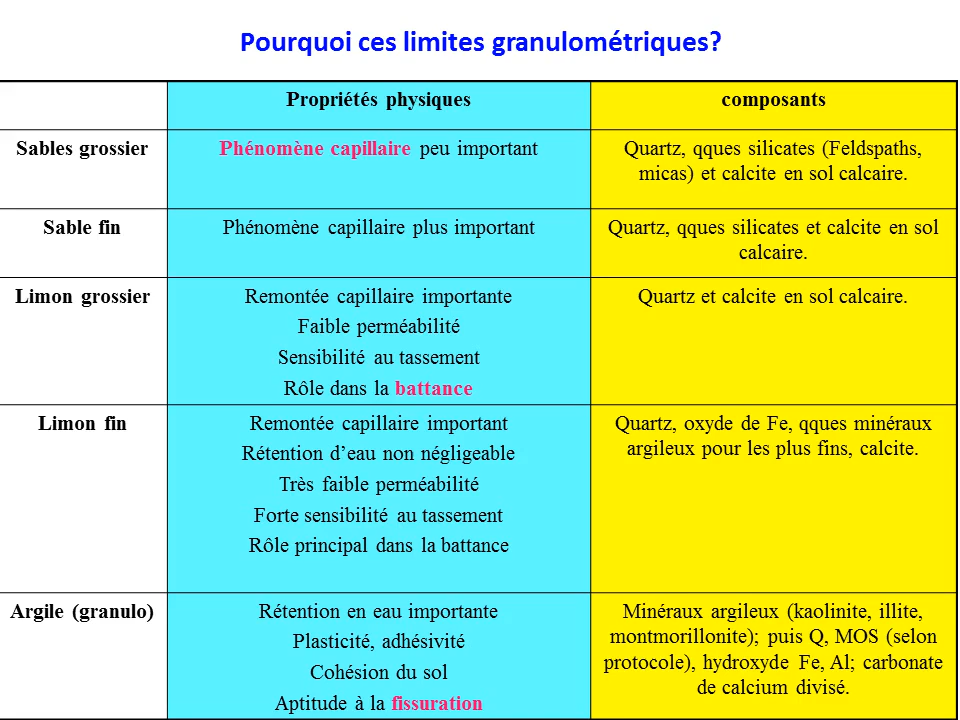 Pourquoi ces limites granulométriques?
Propriétés physiques
composants
Sables grossier
Phénomène capillaire peu important
Quartz, qques silicates (Feldspaths,
micas) et calcite en sol calcaire.
Sable fin
Phénomène capillaire plus important
Quartz, qques silicates et calcite en sol
calcaire.
Limon grossier
Remontée capillaire importante
Faible perméabilité
Sensibilité au tassement
Rôle dans la battance
Quartz et calcite en sol calcaire.
Limon fin
Remontée capillaire important
Rétention d’eau non négligeable
Très faible perméabilité
Forte sensibilité au tassement
Rôle principal dans la battance
Quartz, oxyde de Fe, qques minéraux
argileux pour les plus fins, calcite.
Argile (granulo)
Rétention en eau importante
Plasticité, adhésivité
Cohésion du sol
Aptitude à la fissuration
Minéraux argileux (kaolinite, illite,
montmorillonite); puis Q, MOS (selon
protocole), hydroxyde Fe, Al; carbonate
de calcium divisé.